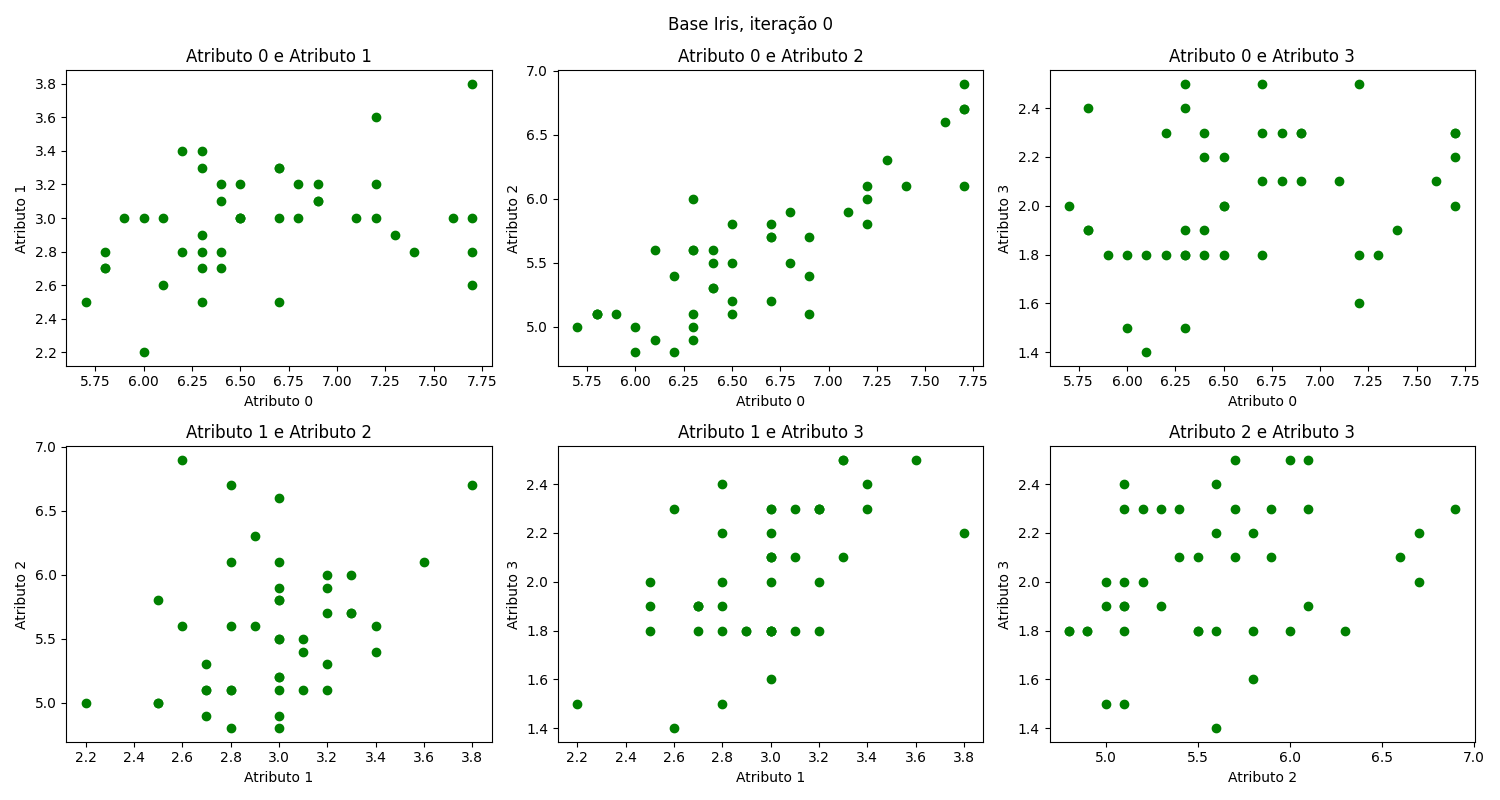 Base Iris, iteração 0
Atributo 0 e Atributo 1
3.8
3.6
3.4
3.2
3.0
2.8
2.6
2.4
2.2
Atributo 1
5.75 6.00 6.25 6.50 6.75 7.00 7.25 7.50 7.75
Atributo 0
Atributo 0 e Atributo 2
7.0
6.5
6.0
5.5
5.0
Atributo 2
5.75 6.00 6.25 6.50 6.75 7.00 7.25 7.50 7.75
Atributo 0
Atributo 0 e Atributo 3
2.4
2.2
2.0
1.8
1.6
1.4
Atributo 3
5.75 6.00 6.25 6.50 6.75 7.00 7.25 7.50 7.75
Atributo 0
Atributo 1 e Atributo 2
7.0
6.5
6.0
5.5
5.0
Atributo 2
2.2 2.4 2.6 2.8 3.0 3.2 3.4 3.6 3.8
Atributo 1
Atributo 1 e Atributo 3
2.4
2.2
2.0
1.8
1.6
1.4
Atributo 3
2.2 2.4 2.6 2.8 3.0 3.2 3.4 3.6 3.8
Atributo 1
Atributo 2 e Atributo 3
2.4
2.2
2.0
1.8
1.6
1.4
Atributo 3
5.0 5.5 6.0 6.5 7.0
Atributo 2